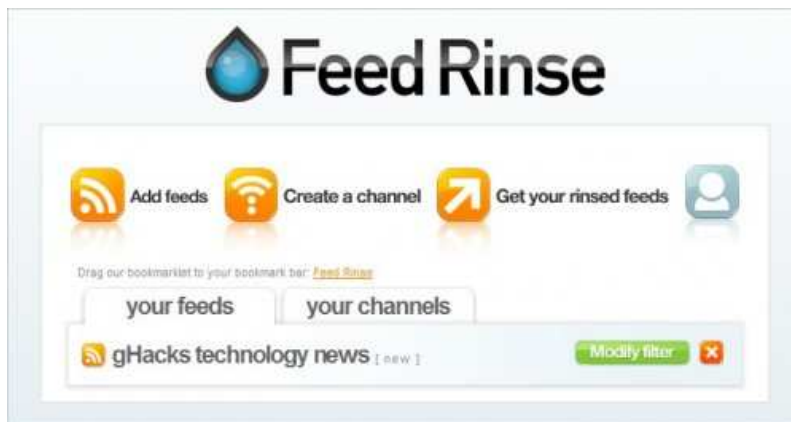 Feed Rinse
Add feeds Create a channel Get your rinsed feeds
Drag our bookmarklet to your bookmark bar: Feed Rinse
your feeds your channels
gHacks technology news [ new ] Modify filter